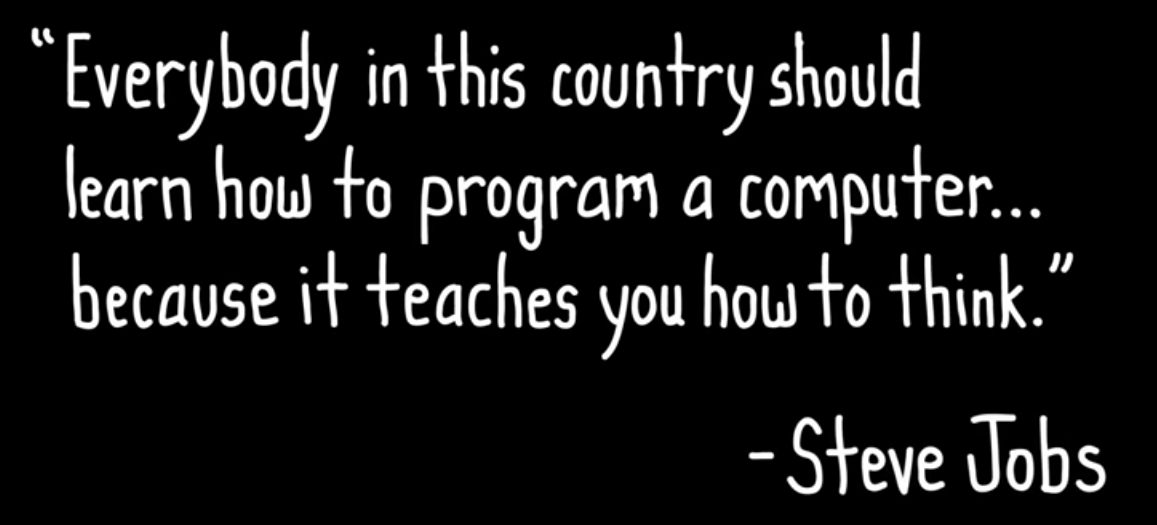 “Everybody in this country should
learn how to program a computer...
because it teaches you how to think.”
-Steve Jobs